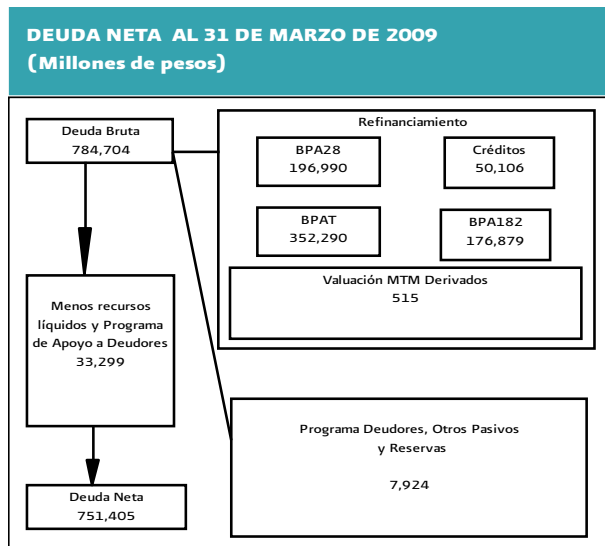 DEUDA NETA AL 31 DE MARZO DE 2009
(Millones de pesos)
Deuda Bruta
784,704
Refinanciamiento
BPA28
196,990
Créditos
50,106
BPAT
352,290
BPA182
176,879
Valuación MTM Derivados
515
Menos recursos
líquidos y Programa
de Apoyo a Deudores
33,299
Programa Deudores, Otros Pasivos
y Reservas
7,924
Deuda Neta
751,405